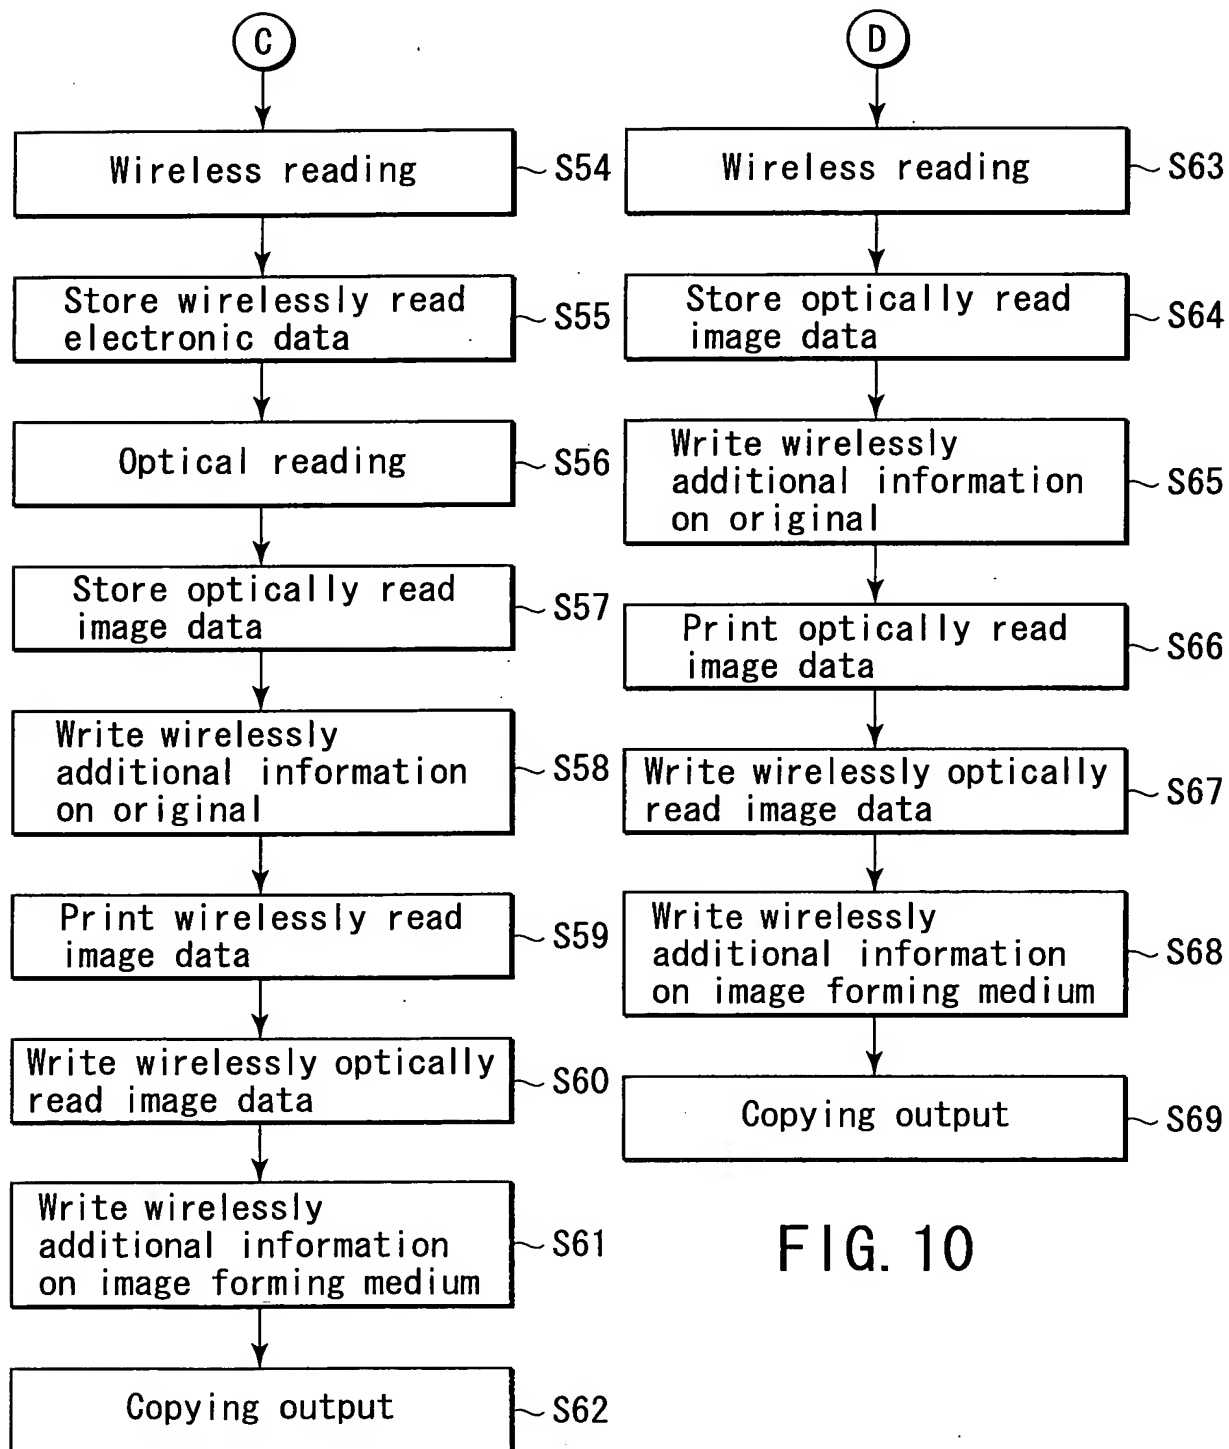 C
Wireless reading
S54
Store wirelessly read
electronic data
S55
Optical reading
S56
Store optically read
image data
S57
Write wirelessly
additional information
on original
S58
Print wirelessly read
image data
S59
Write wirelessly optically
read image data
S60
Write wirelessly
additional information
on image forming medium
S61
Copying output
S62
D
Wireless reading
S63
Store optically read
image data
S64
Write wirelessly
additional information
on original
S65
Print optically read
image data
S66
Write wirelessly optically
read image data
S67
Write wirelessly
additional information
on image forming medium
S68
Copying output
S69
FIG. 10